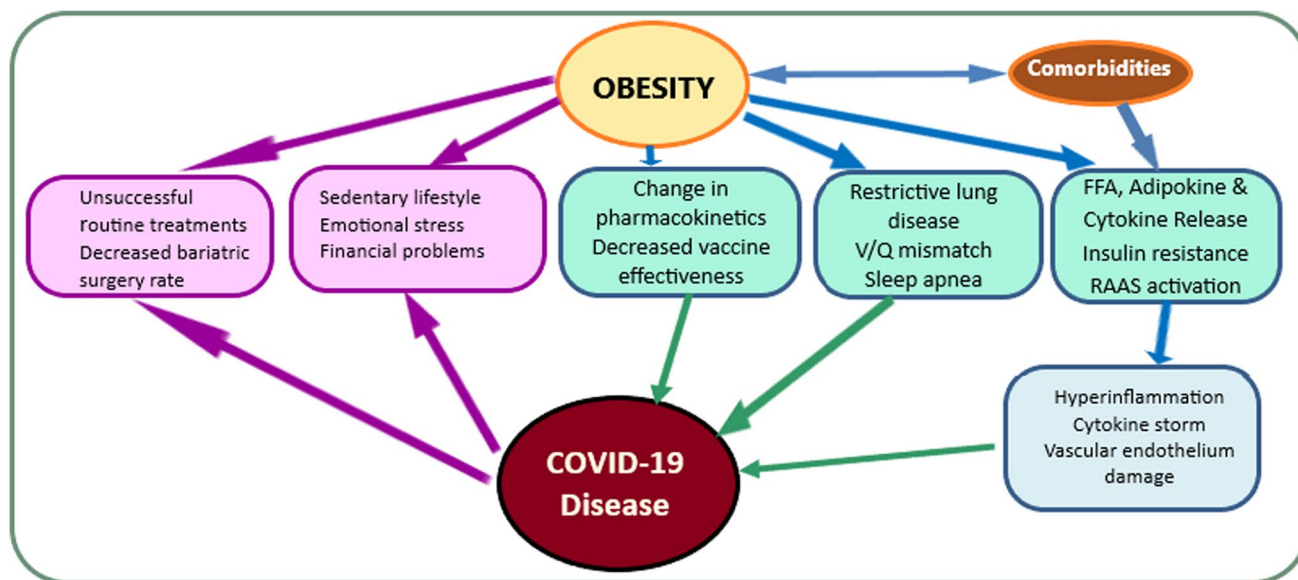 OBESITY
Comorbidities
Unsuccessful
routine treatments
Decreased bariatric
surgery rate
Sedentary lifestyle
Emotional stress
Financial problems
Change in
pharmacokinetics
Decreased vaccine
effectiveness
Restrictive lung
disease
V/Q mismatch
Sleep apnea
FFA, Adipokine &
Cytokine Release
Insulin resistance
RAAS activation
Hyperinflammation
Cytokine storm
Vascular endothelium
damage
COVID-19
Disease